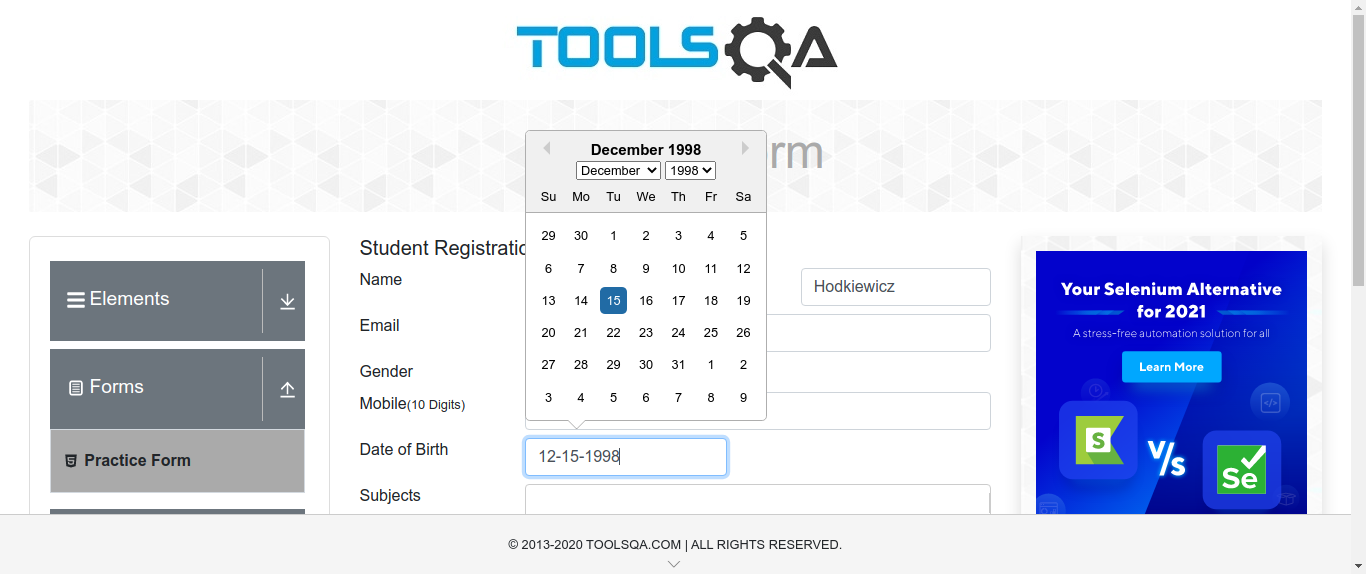 TOOLSQA
rm
December 1998
December 1998
Su Mo Tu We Th Fr Sa
29 30 1 2 3 4 5
6 7 8 9 10 11 12
13 14 15 16 17 18 19
20 21 22 23 24 25 26
27 28 29 30 31 1 2
3 4 5 6 7 8 9
Elements
Forms
Practice Form
Student Registratio
Name
Hodkiewicz
Email
Gender
Mobile(10 Digits)
Date of Birth
12-15-1998
Subjects
Your Selenium Alternative
for 2021
A stress-free automation solution for all
Learn More
S
V/s
Se
© 2013-2020 TOOLSQA.COM | ALL RIGHTS RESERVED.